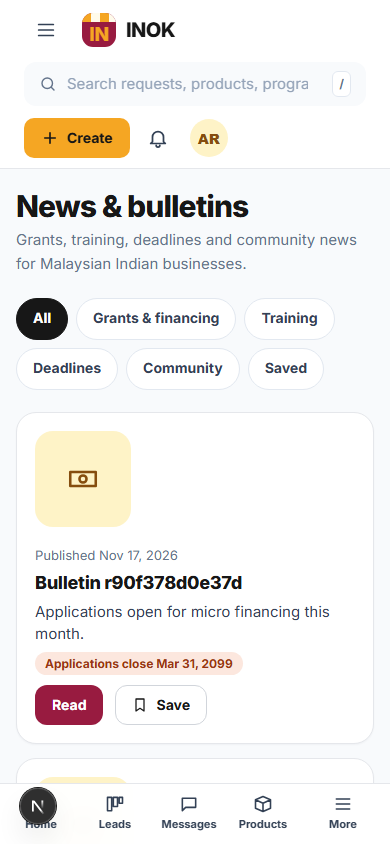 IN INOK
Search requests, products, progra /
Create AR
News & bulletins
Grants, training, deadlines and community news
for Malaysian Indian businesses.
All Grants & financing Training
Deadlines Community Saved
Published Nov 17, 2026
Bulletin r90f378d0e37d
Applications open for micro financing this
month.
Applications close Mar 31, 2099
Read Save
N
Home Leads Messages Products More